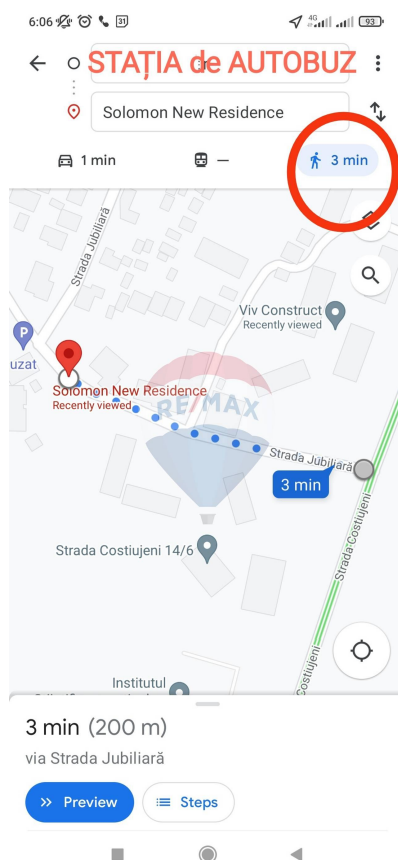 6:06
31
4G
93
STAȚIA de AUTOBUZ
Solomon New Residence
1 min
—
3 min
Strada Jubiliară
Viv Construct
Recently viewed
P
uzat
Solomon New Residence
Recently viewed
RE/MAX
Strada Jubiliară
3 min
Strada Costiujeni
Strada Costiujeni 14/6
Costiujeni
Institutul
3 min (200 m)
via Strada Jubiliară
Preview
Steps